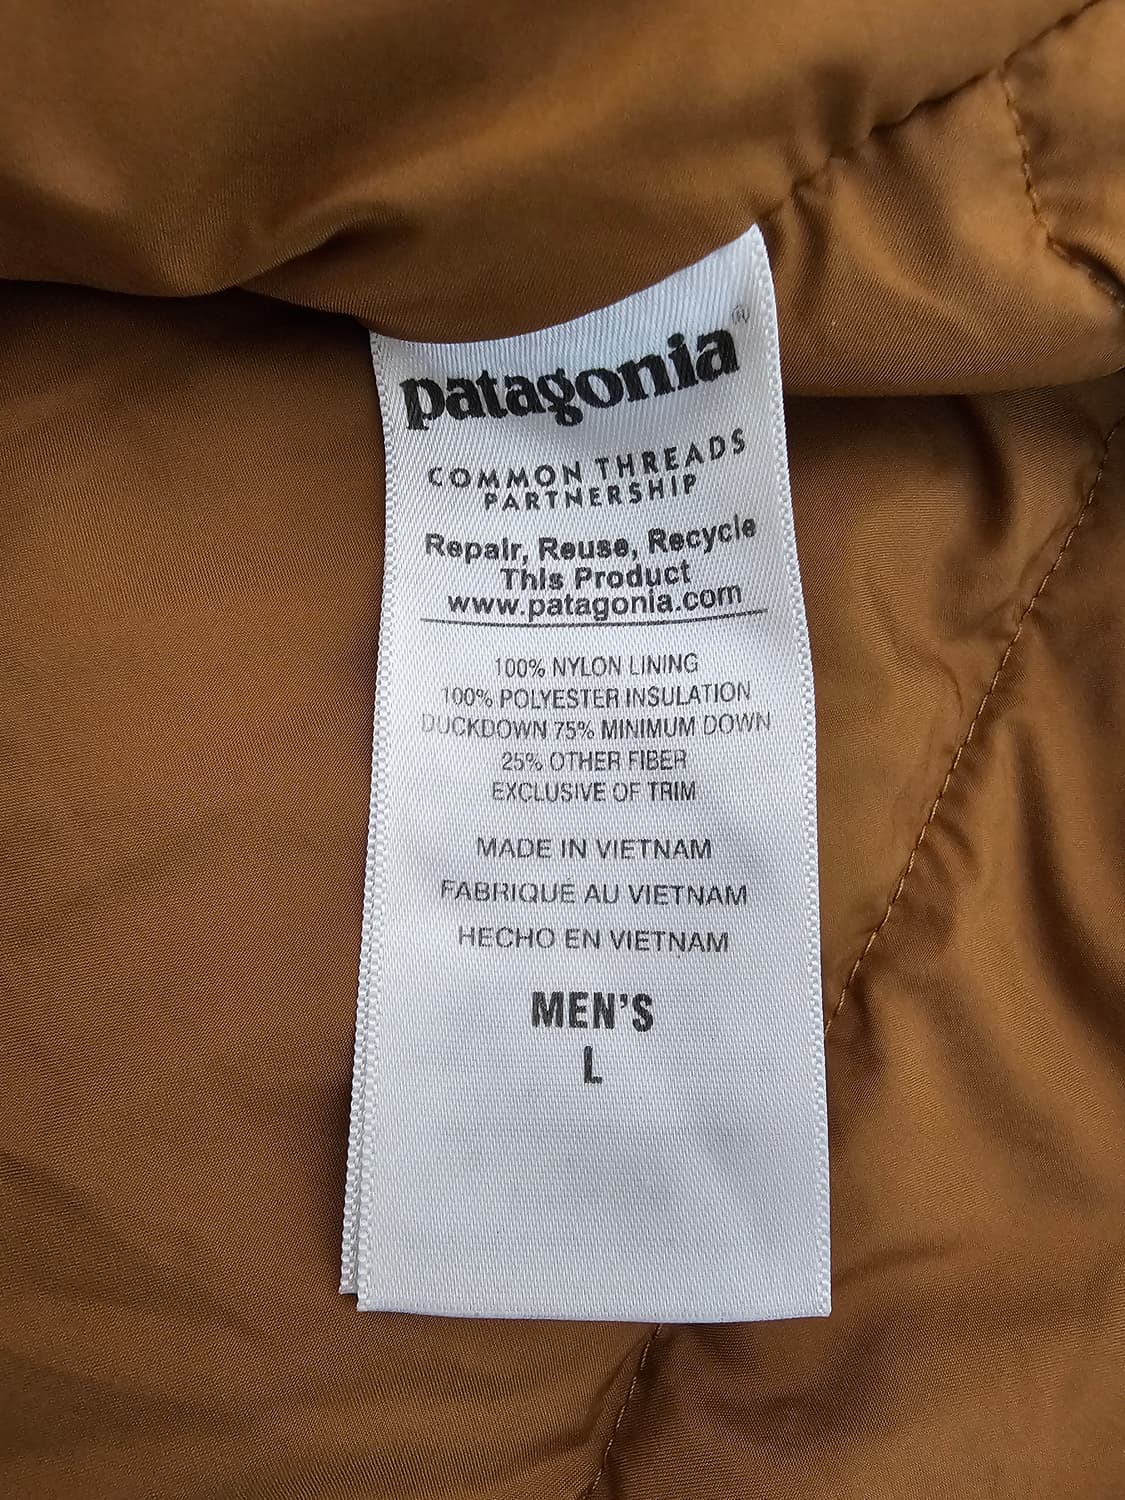 patagonia®
COMMON THREADS
PARTNERSHIP
Repair, Reuse, Recycle
This Product
www.patagonia.com
100% NYLON LINING
100% POLYESTER INSULATION
DUCKDOWN 75% MINIMUM DOWN
25% OTHER FIBER
EXCLUSIVE OF TRIM
MADE IN VIETNAM
FABRIQUÉ AU VIETNAM
HECHO EN VIETNAM
MEN'S
L